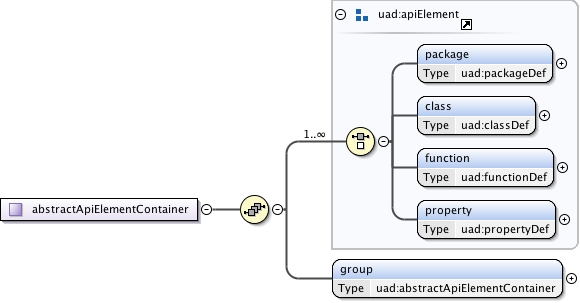 uad:apiElement
package
Type uad:packageDef
class
Type uad:classDef
1..∞
function
Type uad:functionDef
abstractApiElementContainer
property
Type uad:propertyDef
group
Type uad:abstractApiElementContainer